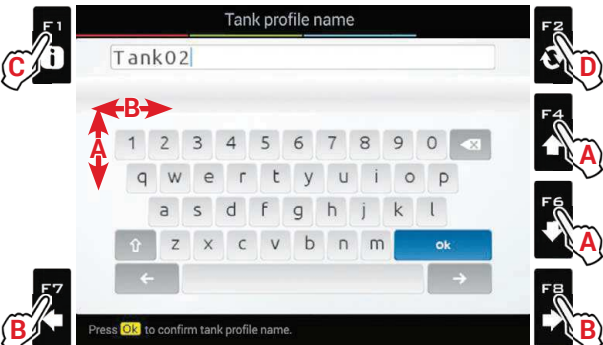 Tank profile name
F1
F2
Tank02
C
D
B
F4
A
1 2 3 4 5 6 7 8 9 0
A
q w e r t y u i o p
F6
a s d f g h j k l
A
z x c v b n m ok
F7
F8
B
B
Press Ok to confirm tank profile name.